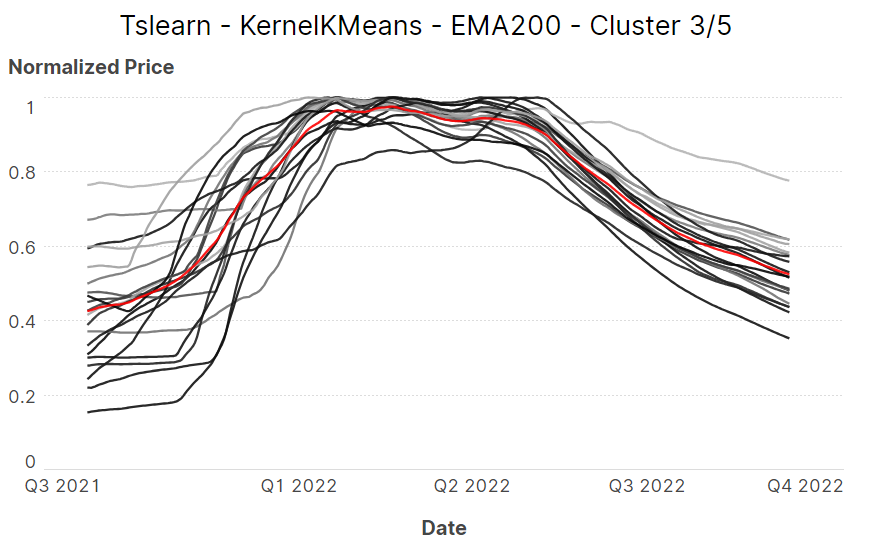 Tslearn - KernelKMeans - EMA200 - Cluster 3/5
Normalized Price
1
0.8
0.6
0.4
0.2
0
Q3 2021 Q1 2022 Q2 2022 Q3 2022 Q4 2022
Date